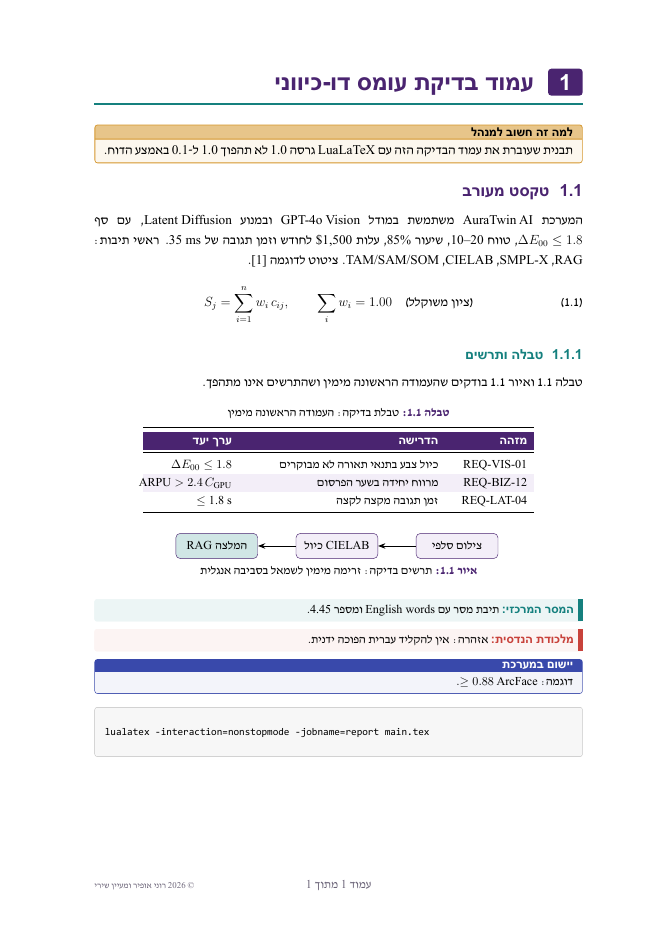 1 עמוד בדיקת עומס דו-כיווני
למה זה חשוב למנהל
תבנית שעוברת את עמוד הבדיקה הזה עם LuaLaTeX גרסה 1.0 לא תהפוך 1.0 ל-0.1 באמצע הדוח.
1.1 טקסט מעורב
המערכת AuraTwin AI משתמשת במודל GPT-4o Vision ובמנוע Latent Diffusion, עם סף
ΔE₀₀ ≤ 1.8, טווח 10–20, שיעור 85%, עלות $1,500 לחודש וזמן תגובה של 35 ms. ראשי תיבות:
RAG, SMPL-X, CIELAB, TAM/SAM/SOM. ציטוט לדוגמה [1].
S_j = ∑_{i=1}^{n} w_i c_{ij},   ∑_i w_i = 1.00   (ציון משוקלל)   (1.1)
1.1.1 טבלה ותרשים
טבלה 1.1 ואיור 1.1 בודקים שהעמודה הראשונה מימין ושהתרשים אינו מתהפך.
טבלה 1.1: טבלת בדיקה: העמודה הראשונה מימין
מזהה הדרישה ערך יעד
REQ-VIS-01 כיול צבע בתנאי תאורה לא מבוקרים ΔE₀₀ ≤ 1.8
REQ-BIZ-12 מרווח יחידה בשער הפרסום ARPU > 2.4 C_GPU
REQ-LAT-04 זמן תגובה מקצה לקצה ≤ 1.8 s
צילום סלפי כיול CIELAB המלצה RAG
איור 1.1: תרשים בדיקה: זרימה מימין לשמאל בסביבה אנגלית
המסר המרכזי: תיבת מסר עם English words ומספר 4.45.
מלכודת הנדסית: אזהרה: אין להקליד עברית הפוכה ידנית.
יישום במערכת
דוגמה: ArcFace ≥ 0.88.
lualatex -interaction=nonstopmode -jobname=report main.tex
עמוד 1 מתוך 1
© 2026 רוני אופיר ומעיין שירי